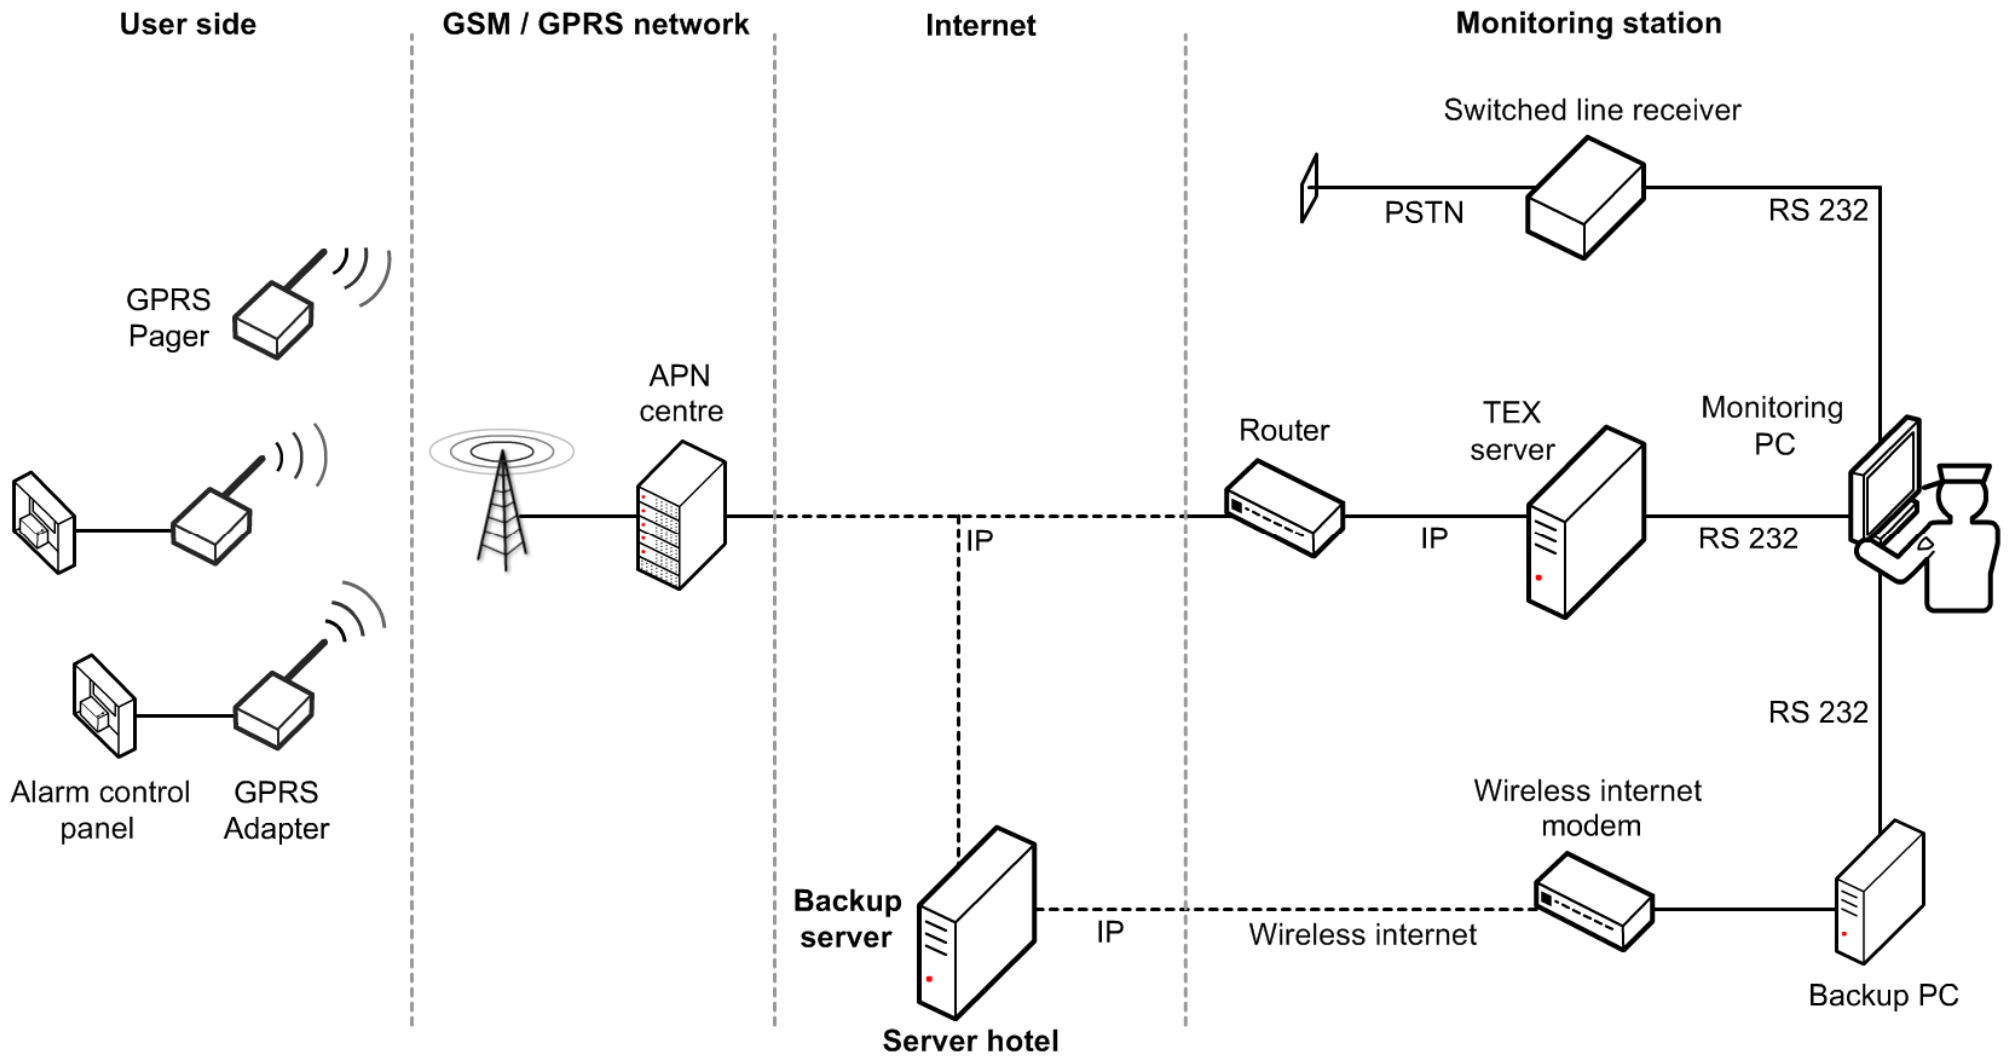 User side
GSM / GPRS network
Internet
Monitoring station
Switched line receiver
PSTN
RS 232
GPRS
Pager
APN
centre
IP
Router
IP
TEX
server
RS 232
Monitoring
PC
RS 232
Alarm control
panel
GPRS
Adapter
Backup
server
Server hotel
IP
Wireless internet
Wireless internet
modem
Backup PC